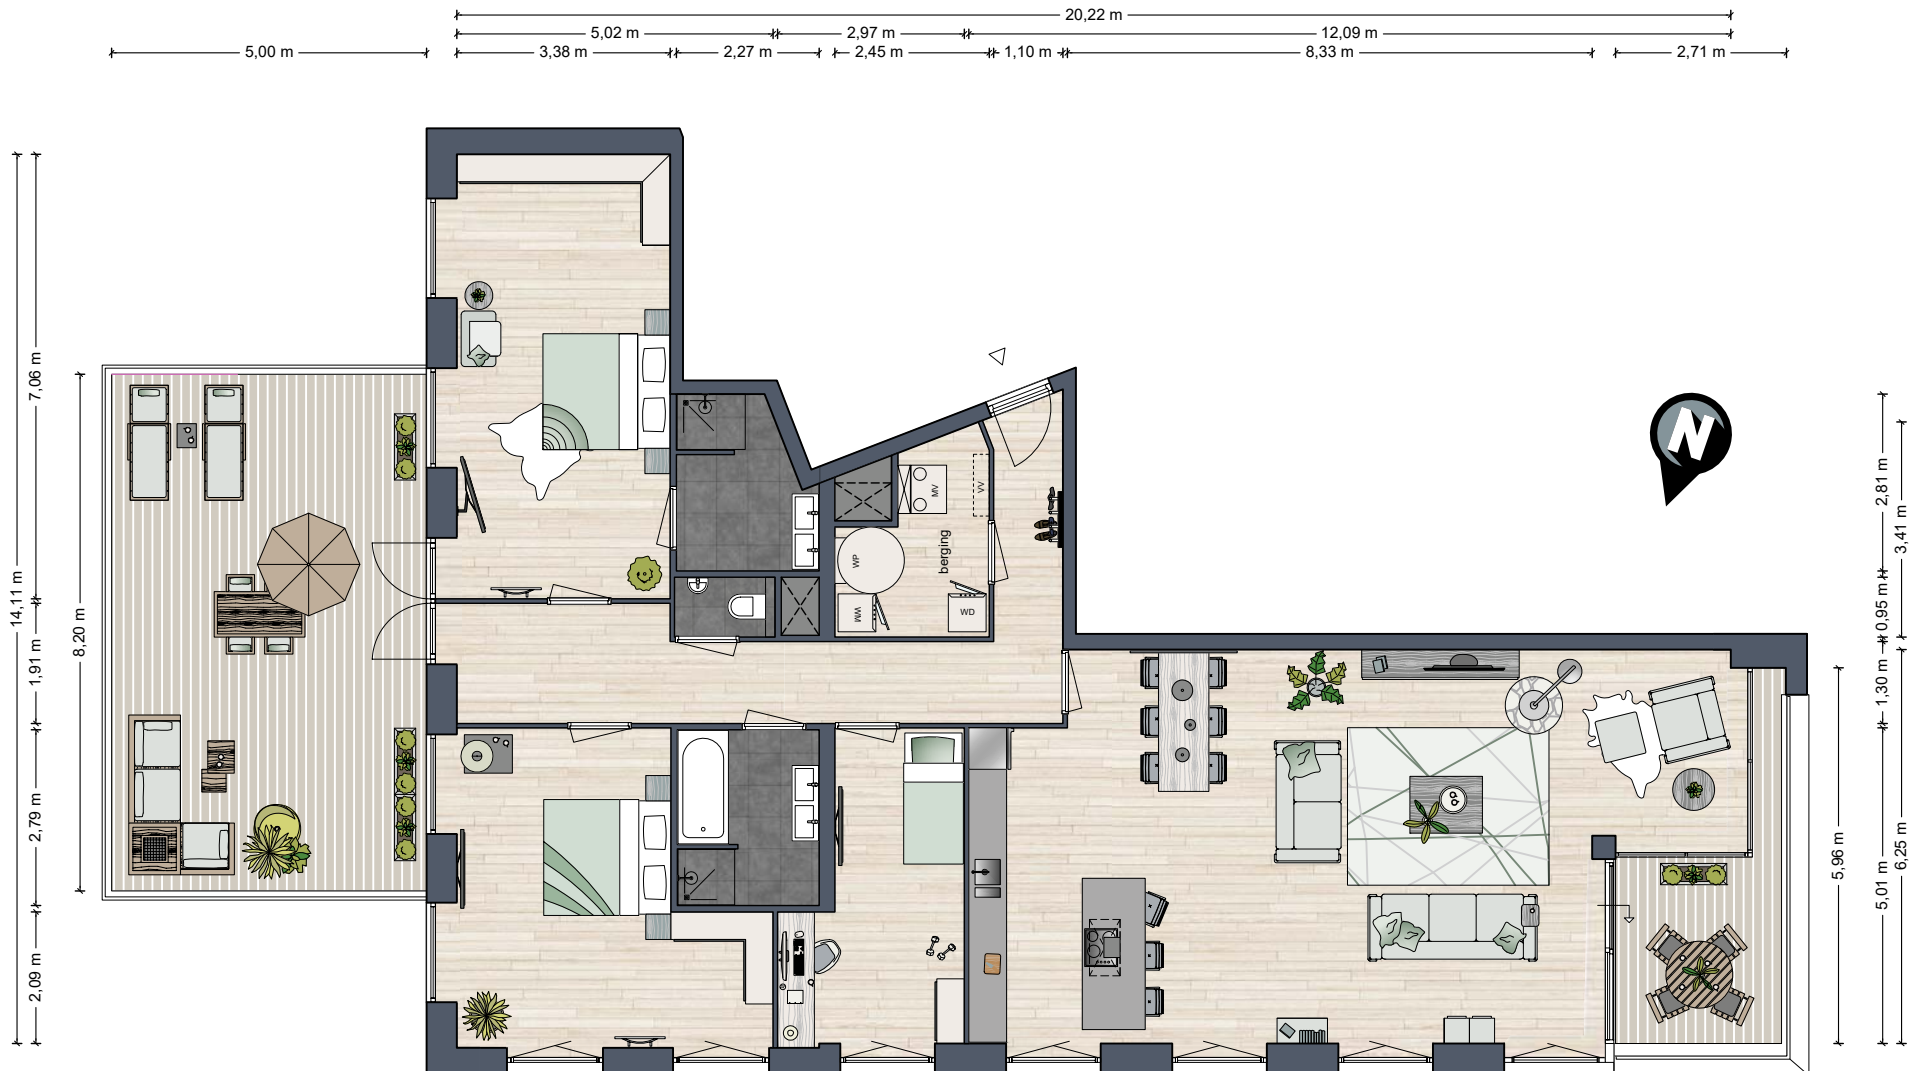 20,22 m
5,02 m
2,97 m
12,09 m
5,00 m
3,38 m
2,27 m
2,45 m
1,10 m
8,33 m
2,71 m
14,11 m
7,06 m
1,91 m
2,79 m
2,09 m
8,20 m
MV
VV
berging
WP
WM
WD
N
2,81 m
3,41 m
0,95 m
1,30 m
5,96 m
5,01 m
6,25 m